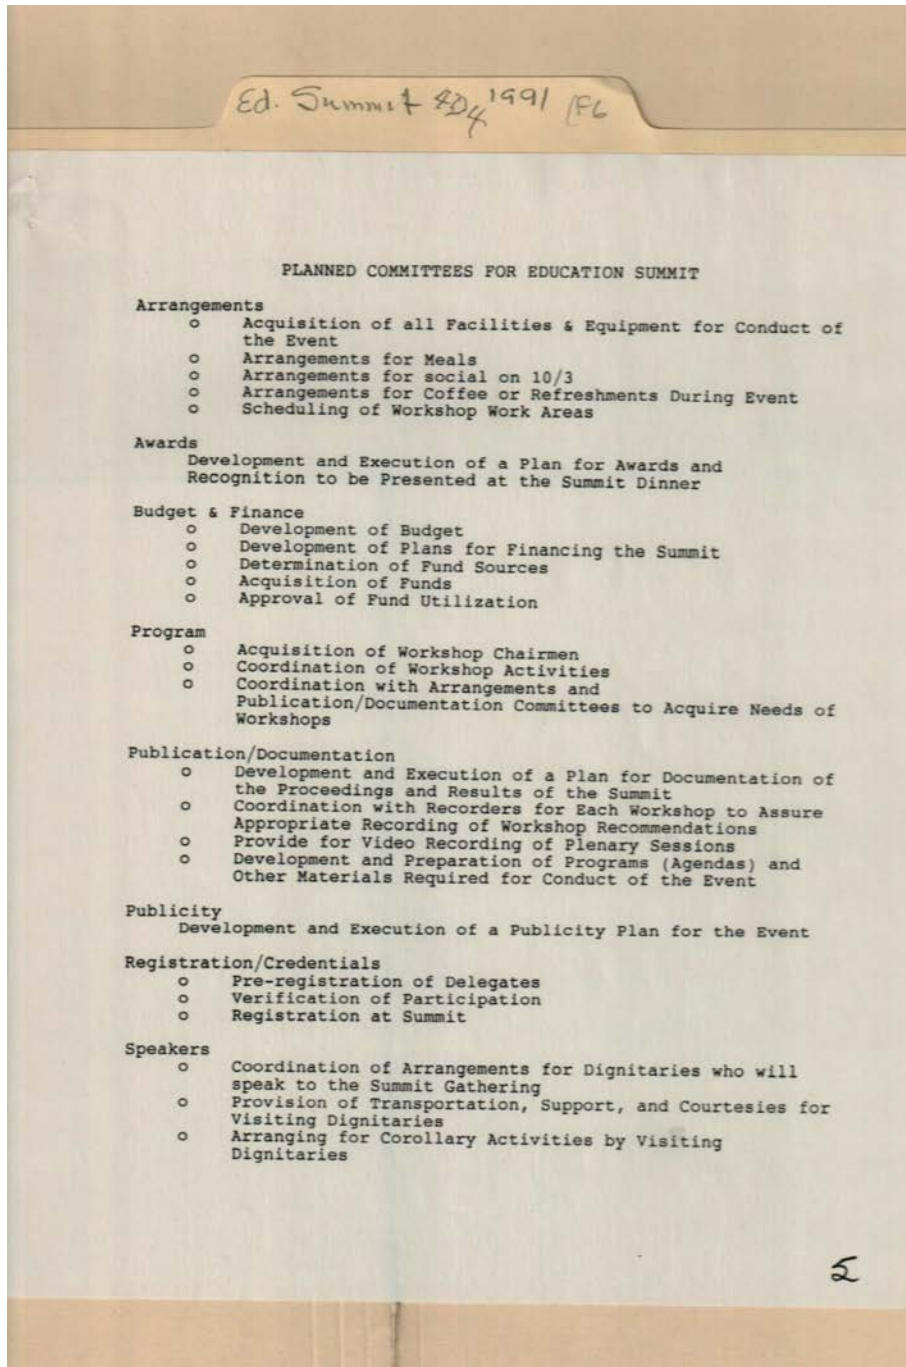 Ed. Summit 1991
PLANNED COMMITTEES FOR EDUCATION SUMMIT
Arrangements
o Acquisition of all Facilities & Equipment for Conduct of
the Event
o Arrangements for Meals
o Arrangements for social on 10/3
o Arrangements for Coffee or Refreshments During Event
o Scheduling of Workshop Work Areas
Awards
Development and Execution of a Plan for Awards and
Recognition to be Presented at the Summit Dinner
Budget & Finance
o Development of Budget
o Development of Plans for Financing the Summit
o Determination of Fund Sources
o Acquisition of Funds
o Approval of Fund Utilization
Program
o Acquisition of Workshop Chairmen
o Coordination of Workshop Activities
o Coordination with Arrangements and
Publication/Documentation Committees to Acquire Needs of
Workshops
Publication/Documentation
o Development and Execution of a Plan for Documentation of
the Proceedings and Results of the Summit
o Coordination with Recorders for Each Workshop to Assure
Appropriate Recording of Workshop Recommendations
o Provide for Video Recording of Plenary Sessions
o Development and Preparation of Programs (Agendas) and
Other Materials Required for Conduct of the Event
Publicity
Development and Execution of a Publicity Plan for the Event
Registration/Credentials
o Pre-registration of Delegates
o Verification of Participation
o Registration at Summit
Speakers
o Coordination of Arrangements for Dignitaries who will
speak to the Summit Gathering
o Provision of Transportation, Support, and Courtesies for
Visiting Dignitaries
o Arranging for Corollary Activities by Visiting
Dignitaries
5